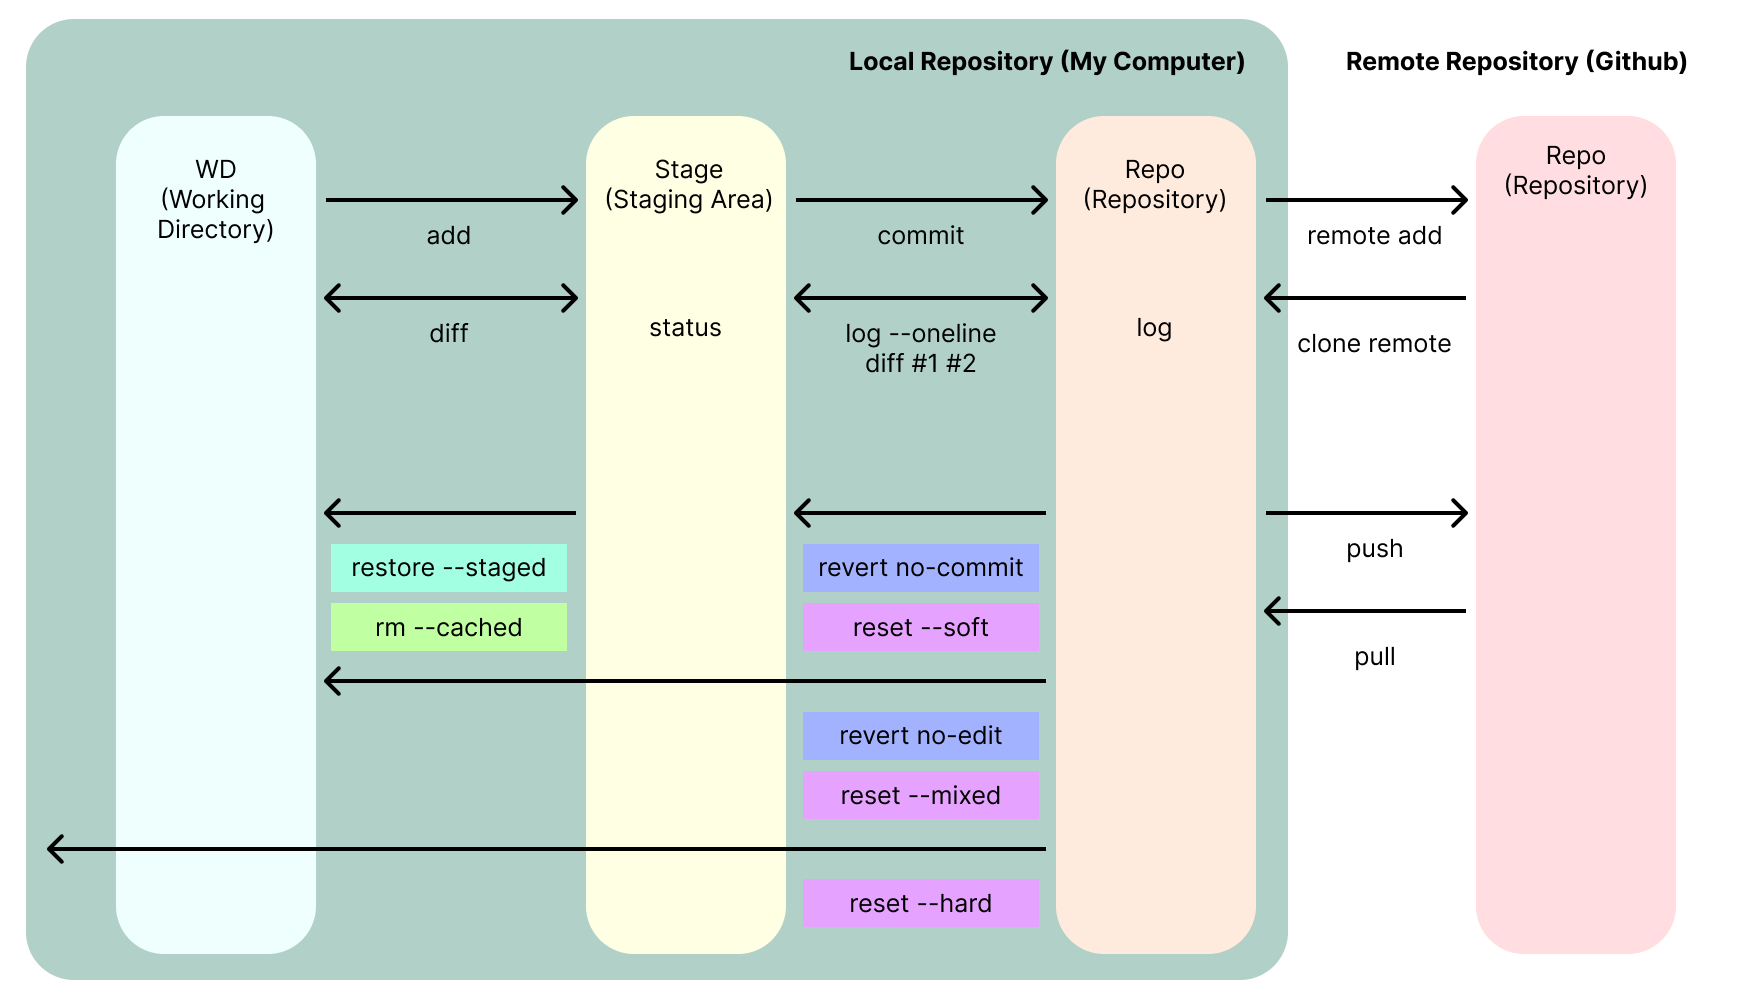 Local Repository (My Computer)
Remote Repository (Github)
WD
(Working
Directory)
Stage
(Staging Area)
Repo
(Repository)
Repo
(Repository)
add
commit
remote add
diff
status
log --oneline
diff #1 #2
log
clone remote
restore --staged
rm --cached
revert no-commit
reset --soft
push
pull
revert no-edit
reset --mixed
reset --hard